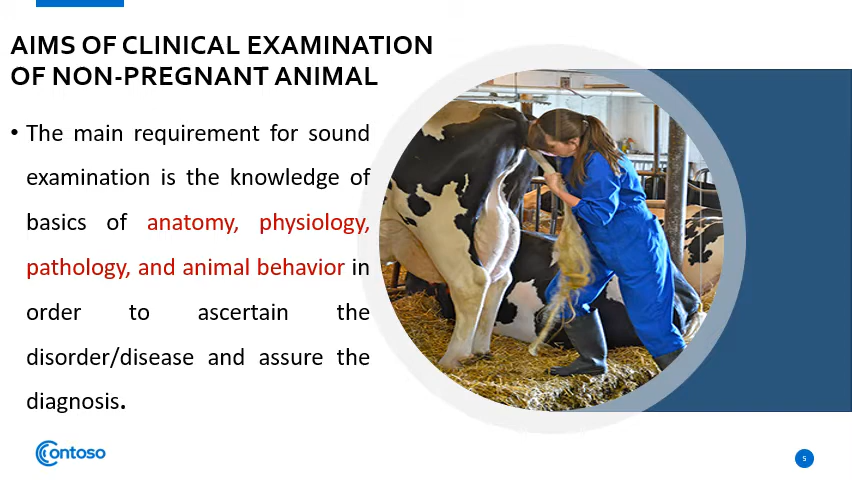 AIMS OF CLINICAL EXAMINATION
OF NON-PREGNANT ANIMAL
• The main requirement for sound
examination is the knowledge of
basics of anatomy, physiology,
pathology, and animal behavior in
order to ascertain the
disorder/disease and assure the
diagnosis.
Contoso
5